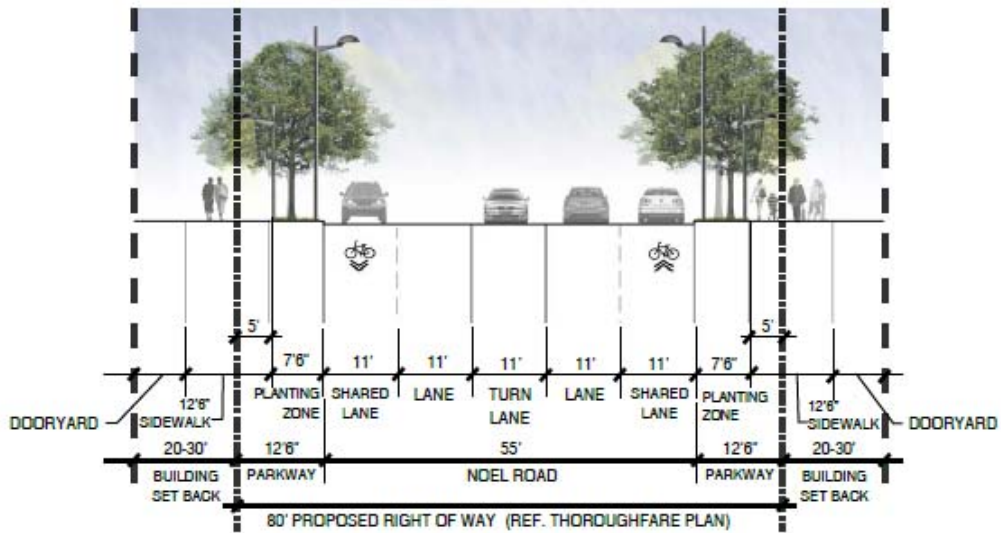 5' 5'
7'6" 11' 11' 11' 11' 11' 7'6"
PLANTING ZONE
SHARED LANE
LANE
TURN LANE
LANE
SHARED LANE
PLANTING ZONE
DOORYARD
12'6" SIDEWALK
12'6" SIDEWALK
DOORYARD
20-30' 12'6" 55' 12'6" 20-30'
BUILDING SET BACK
PARKWAY
NOEL ROAD
PARKWAY
BUILDING SET BACK
80' PROPOSED RIGHT OF WAY (REF. THOROUGHFARE PLAN)